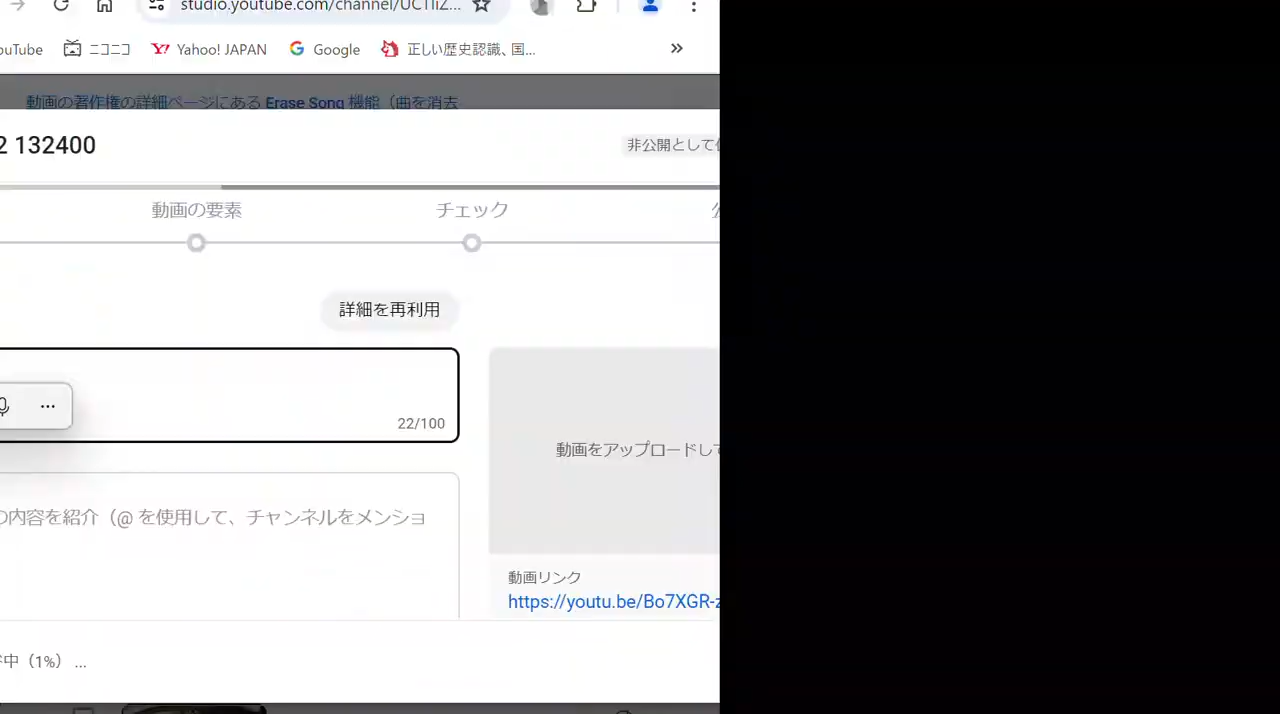 studio.youtube.com/channel/UCTliZ...
ouTube ニコニコ Yahoo! JAPAN Google 正しい歴史認識、国...
動画の著作権の詳細ページにある Erase Song 機能（曲を消去
2 132400
非公開として
動画の要素 チェック
詳細を再利用
22/100
動画をアップロードして
の内容を紹介（@ を使用して、チャンネルをメンショ
動画リンク
https://youtu.be/Bo7XGR-z
中（1%） ...